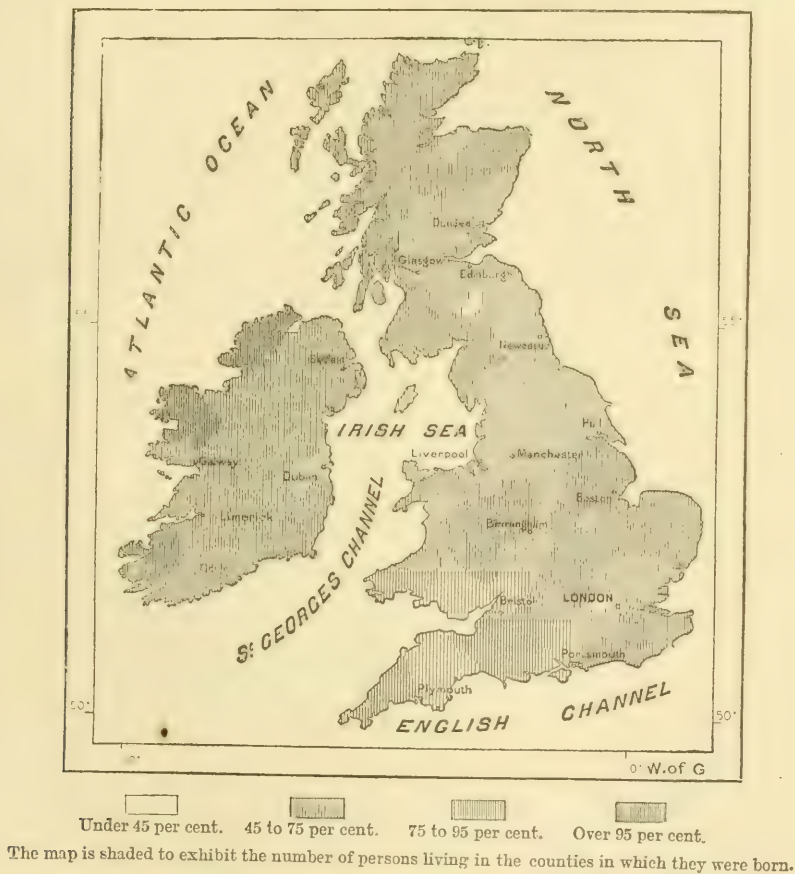 ATLANTIC OCEAN
NORTH
SEA
Dundee
Glasgow
Edinburgh
Newcastle
Belfast
IRISH SEA
Hull
Liverpool
Manchester
Galway
Dublin
Boston
Limerick
Birmingham
St GEORGES CHANNEL
Bristol
LONDON
Portsmouth
Plymouth
ENGLISH CHANNEL
50°
50°
0° W. of G
Under 45 per cent. 45 to 75 per cent. 75 to 95 per cent. Over 95 per cent.
The map is shaded to exhibit the number of persons living in the counties in which they were born.